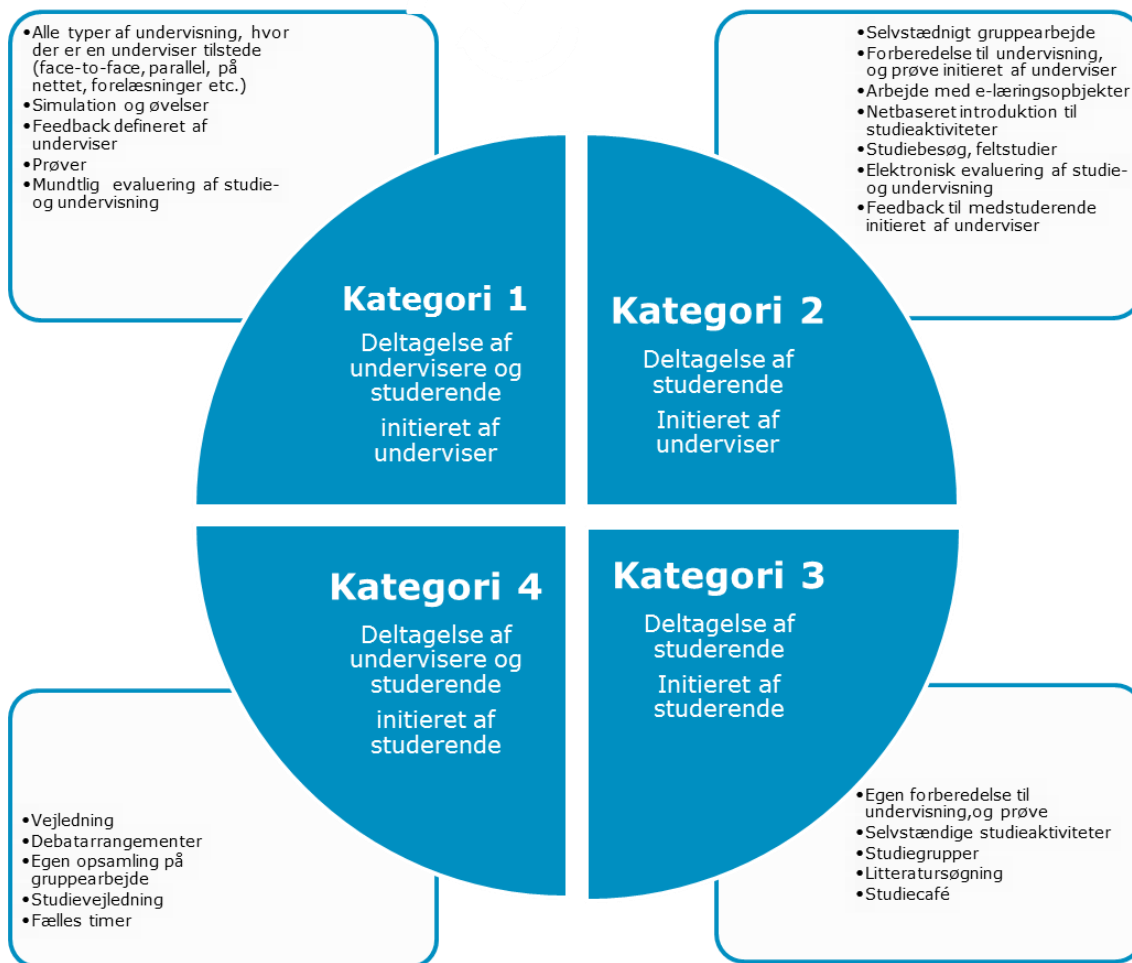 •Alle typer af undervisning, hvor
der er en underviser tilstede
(face-to-face, parallel, på
nettet, forelæsninger etc.)
•Simulation og øvelser
•Feedback defineret af
underviser
•Prøver
•Mundtlig evaluering af studie-
og undervisning
•Selvstædnigt gruppearbejde
•Forberedelse til undervisning,
og prøve initieret af underviser
•Arbejde med e-læringsopbjekter
•Netbaseret introduktion til
studieaktiviteter
•Studiebesøg, feltstudier
•Elektronisk evaluering af studie-
og undervisning
•Feedback til medstuderende
initieret af underviser
Kategori 1
Deltagelse af
undervisere og
studerende
initieret af
underviser
Kategori 2
Deltagelse af
studerende
Initieret af
underviser
Kategori 4
Deltagelse af
undervisere og
studerende
initieret af
studerende
Kategori 3
Deltagelse af
studerende
Initieret af
studerende
•Vejledning
•Debatarrangementer
•Egen opsamling på
gruppearbejde
•Studievejledning
•Fælles timer
•Egen forberedelse til
undervisning,og prøve
•Selvstændige studieaktiviteter
•Studiegrupper
•Litteratursøgning
•Studiecafé